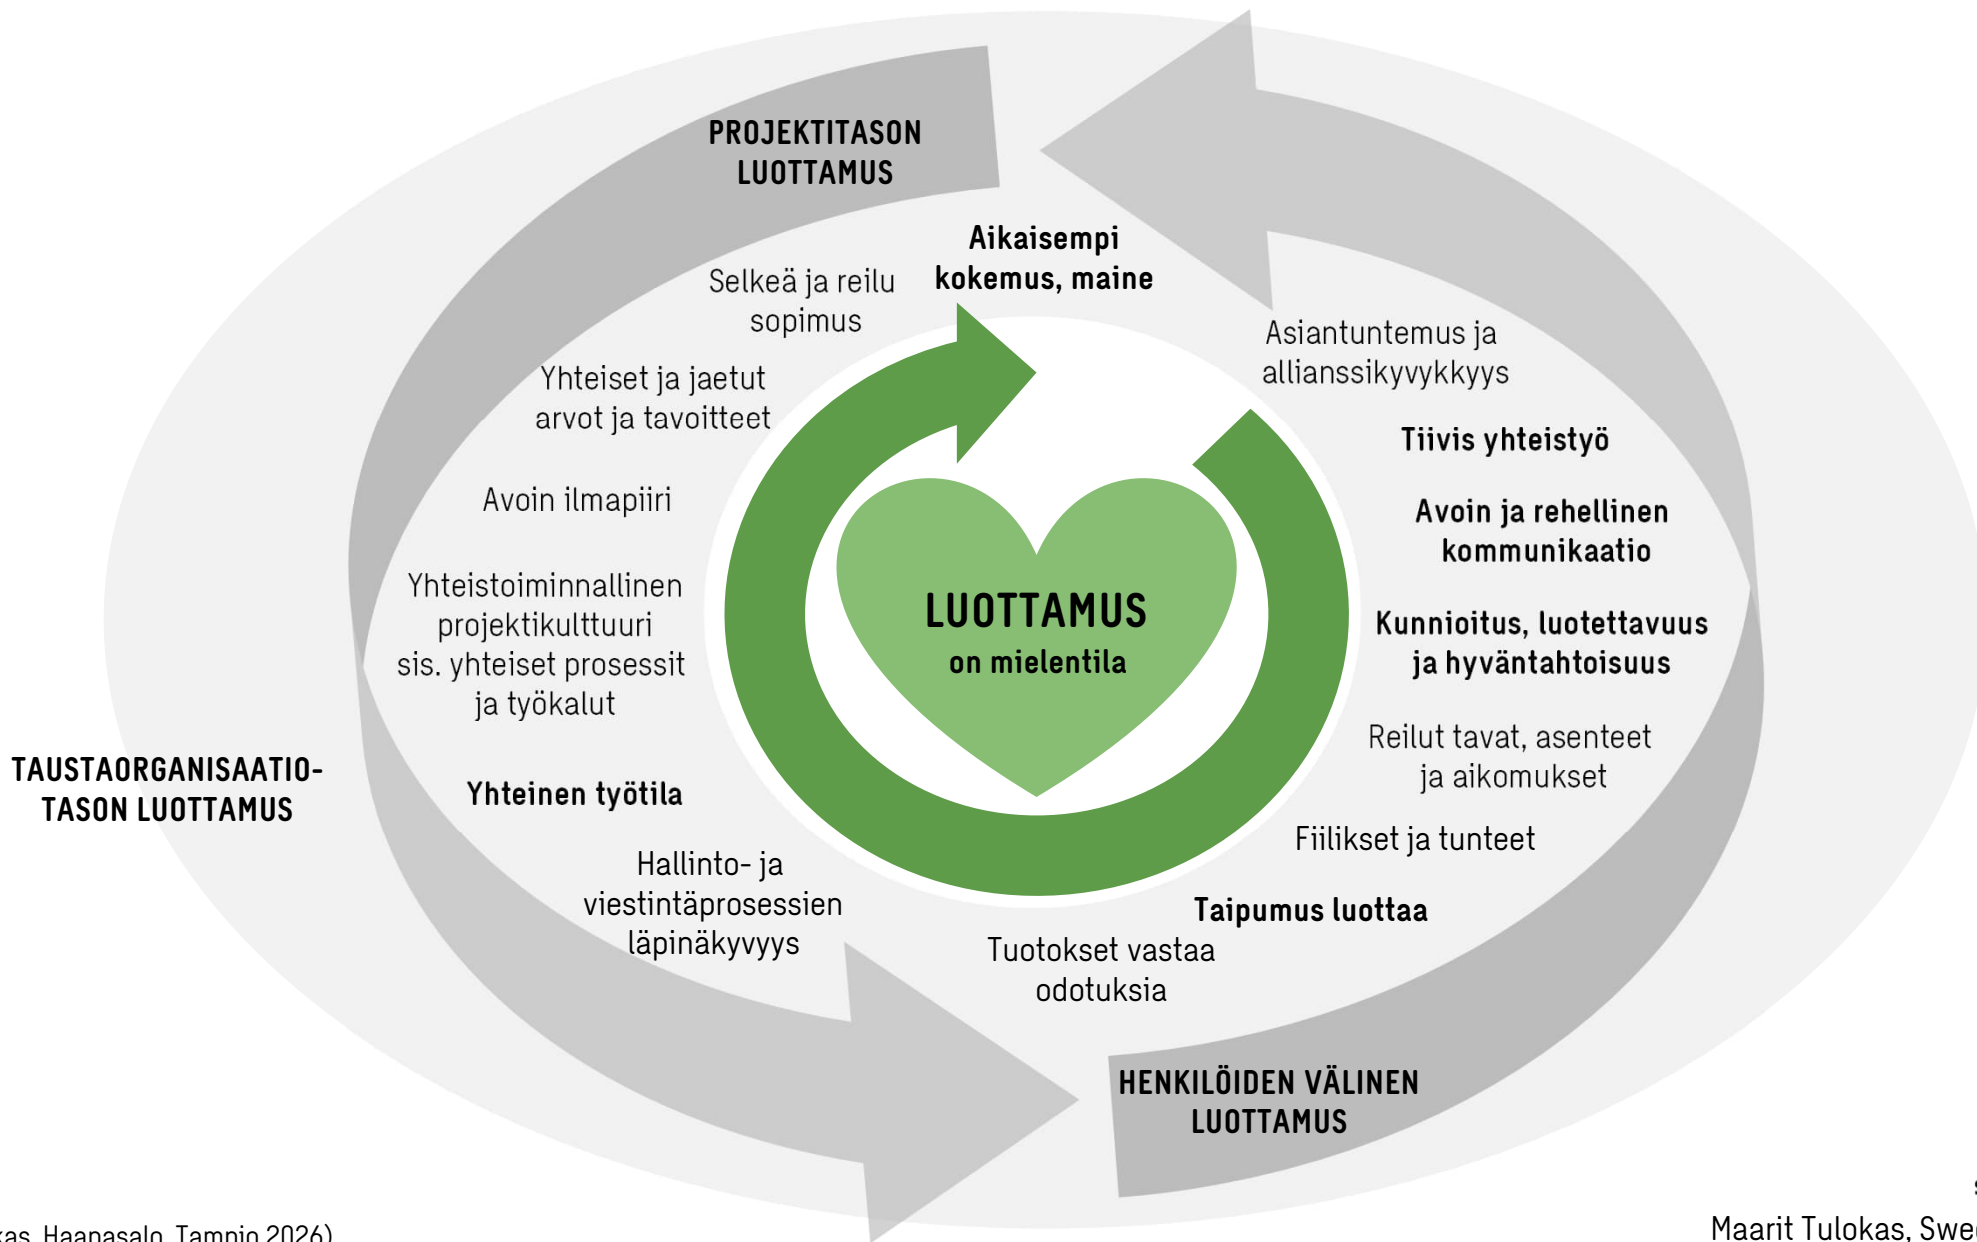 PROJEKTITASON
LUOTTAMUS
Aikaisempi
kokemus, maine
Selkeä ja reilu
sopimus
Asiantuntemus ja
allianssikyvykkyys
Yhteiset ja jaetut
arvot ja tavoitteet
Tiivis yhteistyö
Avoin ilmapiiri
Avoin ja rehellinen
kommunikaatio
Yhteistoiminnallinen
projektikulttuuri
sis. yhteiset prosessit
ja työkalut
LUOTTAMUS
on mielentila
Kunnioitus, luotettavuus
ja hyväntahtoisuus
Reilut tavat, asenteet
ja aikomukset
TAUSTAORGANISAATIO-
TASON LUOTTAMUS
Yhteinen työtila
Fiilikset ja tunteet
Hallinto- ja
viestintäprosessien
läpinäkyvyys
Taipumus luottaa
Tuotokset vastaa
odotuksia
HENKILÖIDEN VÄLINEN
LUOTTAMUS
Haapasalo, Tampio 2026)
Maarit Tulokas,